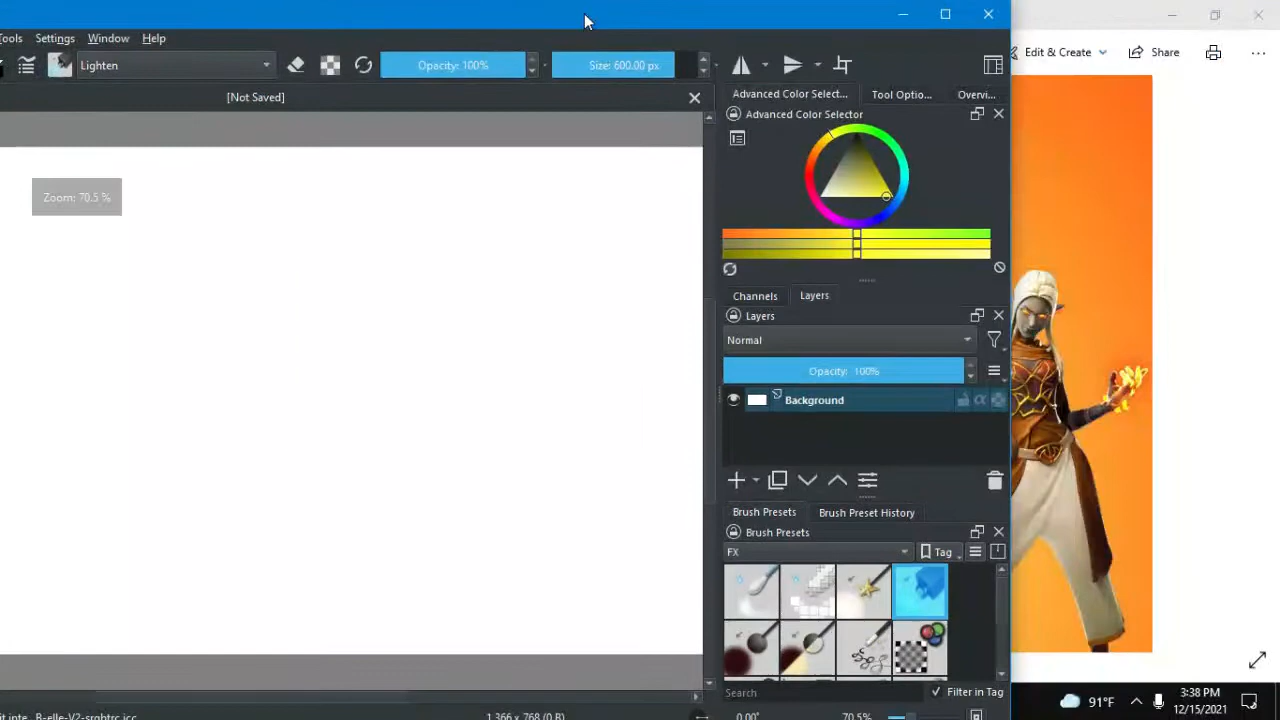 ools Settings Window Help
Edit & Create Share
Lighten Opacity: 100% Size: 600.00 px
[Not Saved]
Advanced Color Select... Tool Optio... Overvi...
Advanced Color Selector
Zoom: 70.5 %
Channels Layers
Layers
Normal
Opacity: 100%
Background
Brush Presets Brush Preset History
Brush Presets
FX Tag
Search Filter in Tag
91°F 3:38 PM
12/15/2021
1,366 x 768 (0 B) 0.00° 70.5%